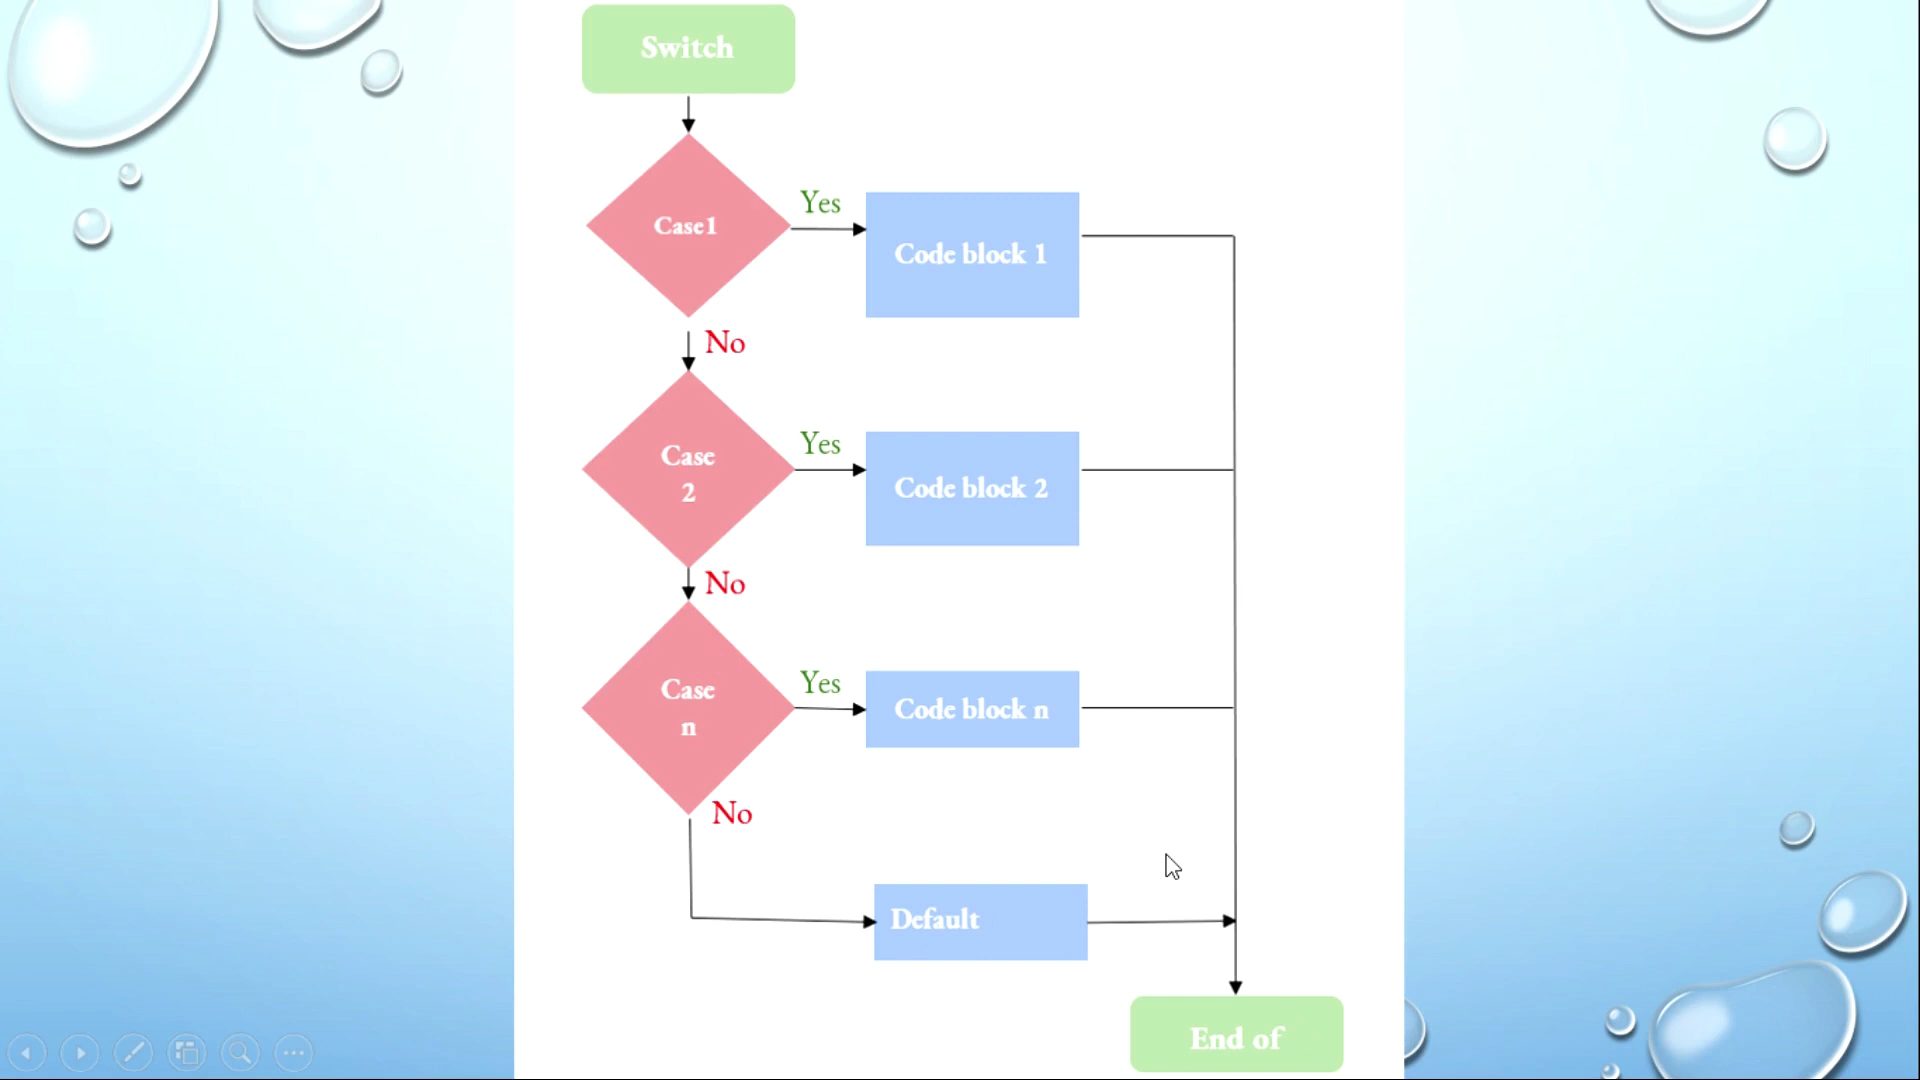 Switch
Case1
Yes
Code block 1
No
Case
2
Yes
Code block 2
No
Case
n
Yes
Code block n
No
Default
End of